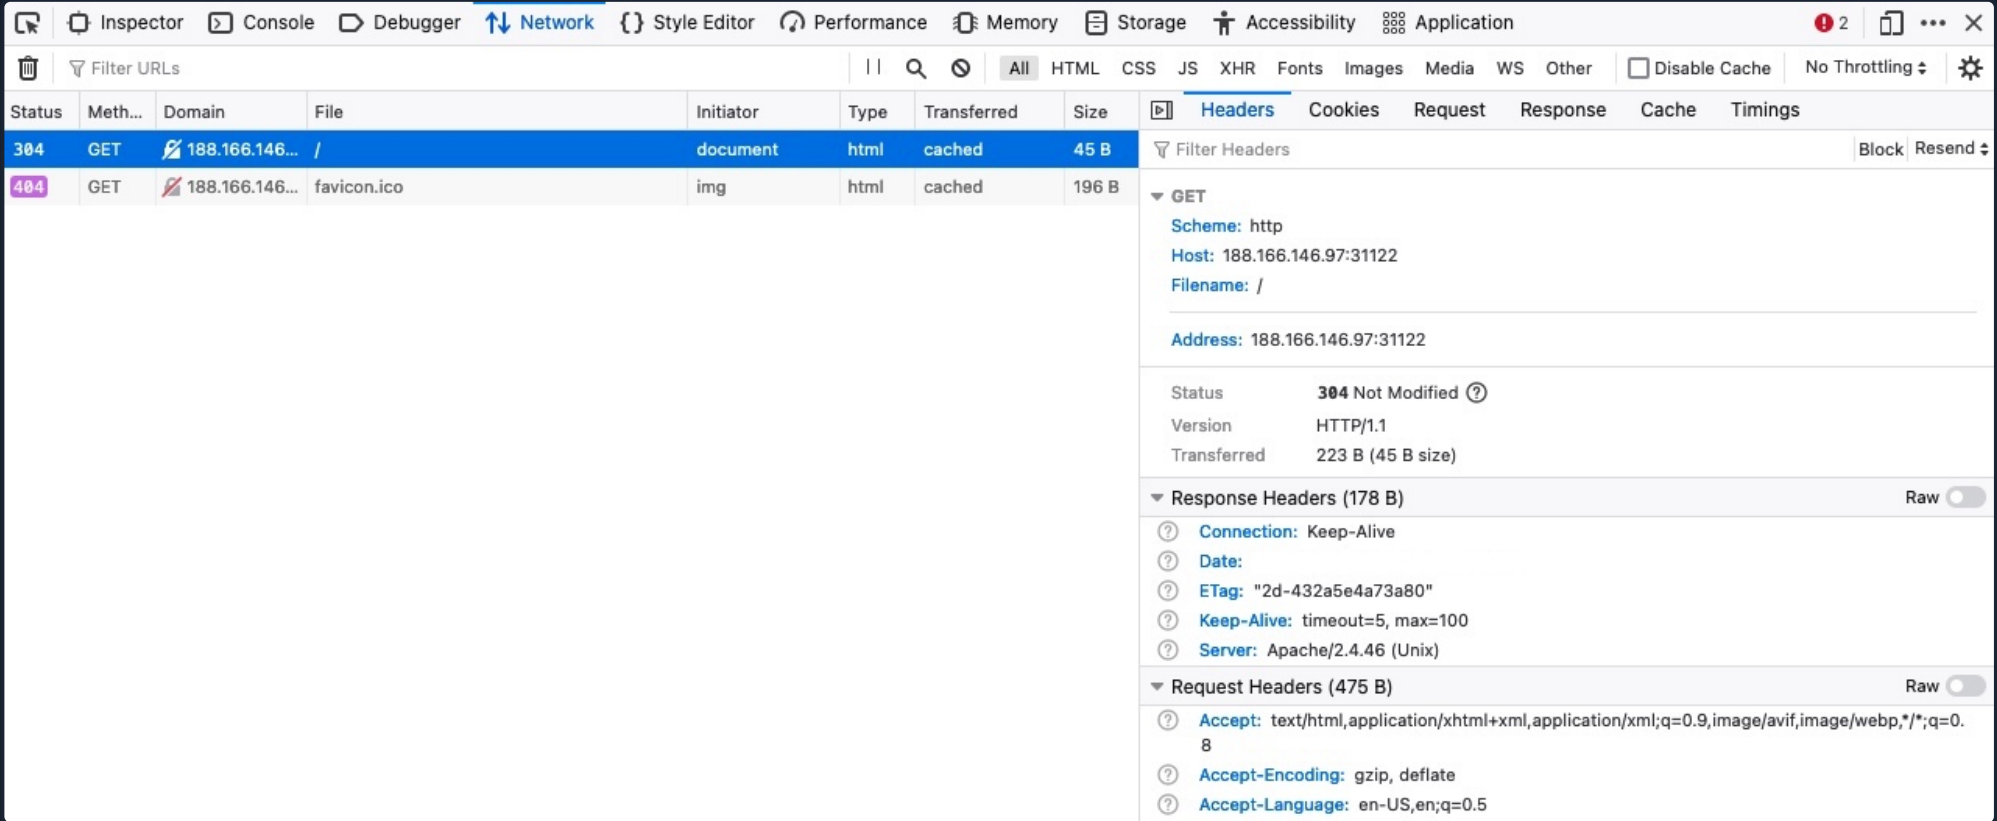 Inspector Console Debugger Network Style Editor Performance Memory Storage Accessibility Application 2
Filter URLs All HTML CSS JS XHR Fonts Images Media WS Other Disable Cache No Throttling
Status Meth... Domain File Initiator Type Transferred Size
304 GET 188.166.146... / document html cached 45 B
404 GET 188.166.146... favicon.ico img html cached 196 B
Headers Cookies Request Response Cache Timings
Filter Headers Block Resend
GET
Scheme: http
Host: 188.166.146.97:31122
Filename: /
Address: 188.166.146.97:31122
Status 304 Not Modified
Version HTTP/1.1
Transferred 223 B (45 B size)
Response Headers (178 B) Raw
Connection: Keep-Alive
Date:
ETag: "2d-432a5e4a73a80"
Keep-Alive: timeout=5, max=100
Server: Apache/2.4.46 (Unix)
Request Headers (475 B) Raw
Accept: text/html,application/xhtml+xml,application/xml;q=0.9,image/avif,image/webp,*/*;q=0.
8
Accept-Encoding: gzip, deflate
Accept-Language: en-US,en;q=0.5